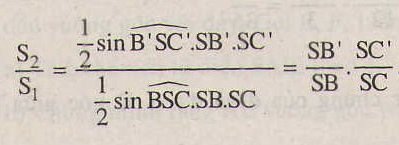 S₂/S₁ = (1/2 sin B'SC'.SB'.SC') / (1/2 sin BSC.SB.SC) = SB'/SB . SC'/SC